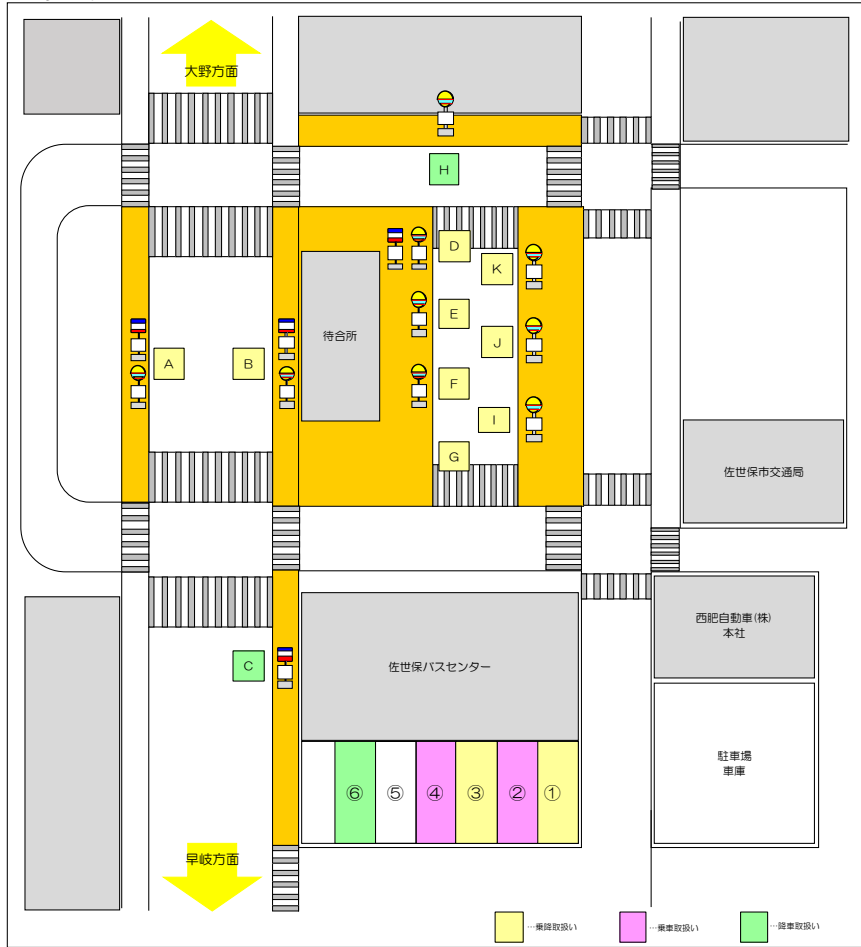 大野方面
H
D
K
E
待合所
J
A
B
F
I
G
佐世保市交通局
西肥自動車(株)
本社
C
佐世保バスセンター
駐車場
車庫
⑥
⑤
④
③
②
①
早岐方面
…乗降取扱い
…乗車取扱い
…降車取扱い